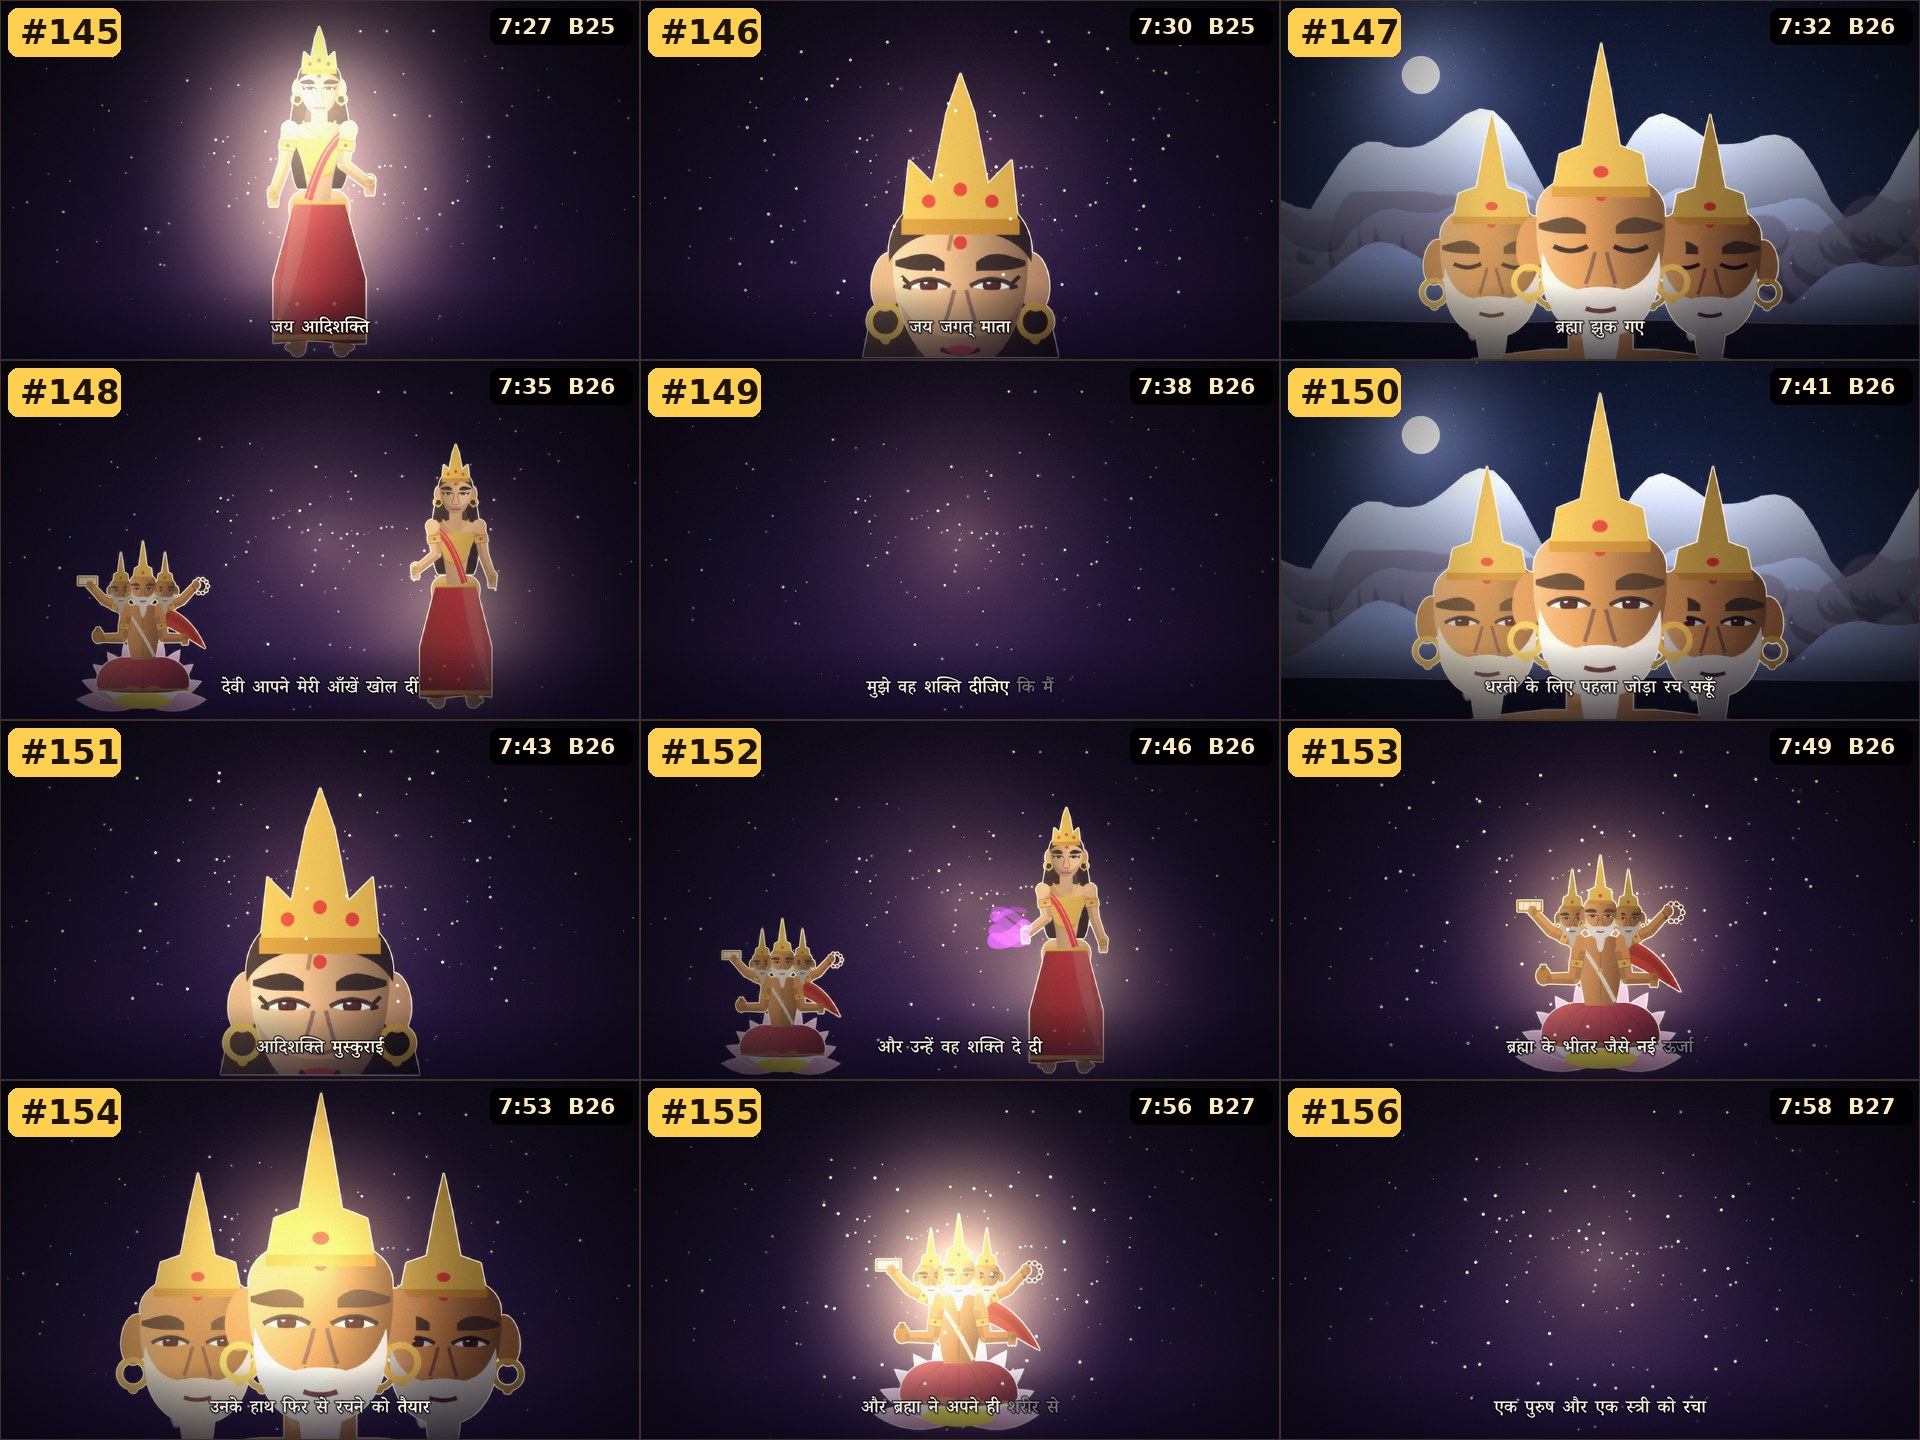 #145
7:27 B25
जय आदिशक्ति
#146
7:30 B25
जय जगत् माता
#147
7:32 B26
ब्रह्मा झुक गए
#148
7:35 B26
देवी आपने मेरी आँखें खोल दीं
#149
7:38 B26
मुझे वह शक्ति दीजिए कि मैं
#150
7:41 B26
धरती के लिए पहला जोड़ा रच सकूँ
#151
7:43 B26
आदिशक्ति मुस्कुराईं
#152
7:46 B26
और उन्हें वह शक्ति दे दी
#153
7:49 B26
ब्रह्मा के भीतर जैसे नई ऊर्जा
#154
7:53 B26
उनके हाथ फिर से रचने को तैयार
#155
7:56 B27
और ब्रह्मा ने अपने ही शरीर से
#156
7:58 B27
एक पुरुष और एक स्त्री को रचा